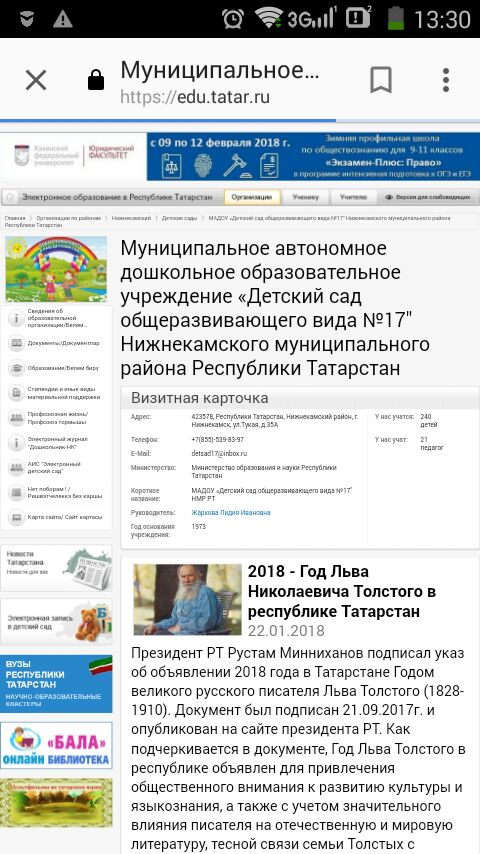 3G
2
13:30
Муниципальное...
https://edu.tatar.ru
Казанский
федеральный
университет
Юридический
ФАКУЛЬТЕТ
с 09 по 12 февраля 2018 г.
Зимняя профильная школа
по обществознанию для 9-11 классов
«Экзамен-Плюс: Право»
в программе интенсивная подготовка к ОГЭ и ЕГЭ
Электронное образование в Республике Татарстан
Организации
Ученику
Учителю
Версия для слабовидящих
Главная
Организации по районам
Нижнекамский
Детские сады
МАДОУ «Детский сад общеразвивающего вида №17" Нижнекамского муниципального района
Республики Татарстан
Муниципальное автономное
дошкольное образовательное
учреждение «Детский сад
общеразвивающего вида №17"
Нижнекамского муниципального
района Республики Татарстан
Сведения об
образовательной
организации/Белем...
Документы/Документлар
Образование/Белем бирү
Стипендии и иные виды
материальной поддержки
Профсоюзная жизнь/
Профсоюз тормышы
Электронный журнал
"Дошкольник-НК"
АИС "Электронный
детский сад"
Нет поборам ! /
Ришвәтчелеккә без каршы
Карта сайта/ Сайт картасы
Визитная карточка
Адрес:
423578, Республики Татарстан, Нижнекамский район, г.
Нижнекамск, ул.Тукая, д.35А
Телефон:
+7(855)-539-83-97
E-Mail:
detsad17@inbox.ru
Министерство:
Министерство образования и науки Республики
Татарстан
Короткое
название:
МАДОУ «Детский сад общеразвивающего вида №17"
НМР РТ
Руководитель:
Жаркова Лидия Ивановна
Год основания
учреждения:
1973
У нас учатся:
240
детей
У нас учат:
21
педагог
Новости
Татарстана
Новости дня
НОВОСТИ
Электронная запись
в детский сад
ВУЗЫ
РЕСПУБЛИКИ
ТАТАРСТАН
НАУЧНО-ОБРАЗОВАТЕЛЬНЫЕ
КЛАСТЕРЫ
«БАЛА»
ОНЛАЙН БИБЛИОТЕКА
Мультфильмы на татарском языке
2018 - Год Льва
Николаевича Толстого в
республике Татарстан
22.01.2018
Президент РТ Рустам Минниханов подписал указ
об объявлении 2018 года в Татарстане Годом
великого русского писателя Льва Толстого (1828-
1910). Документ был подписан 21.09.2017г. и
опубликован на сайте президента РТ. Как
подчеркивается в документе, Год Льва Толстого в
республике объявлен для привлечения
общественного внимания к развитию культуры и
языкознания, а также с учетом значительного
влияния писателя на отечественную и мировую
литературу, тесной связи семьи Толстых с